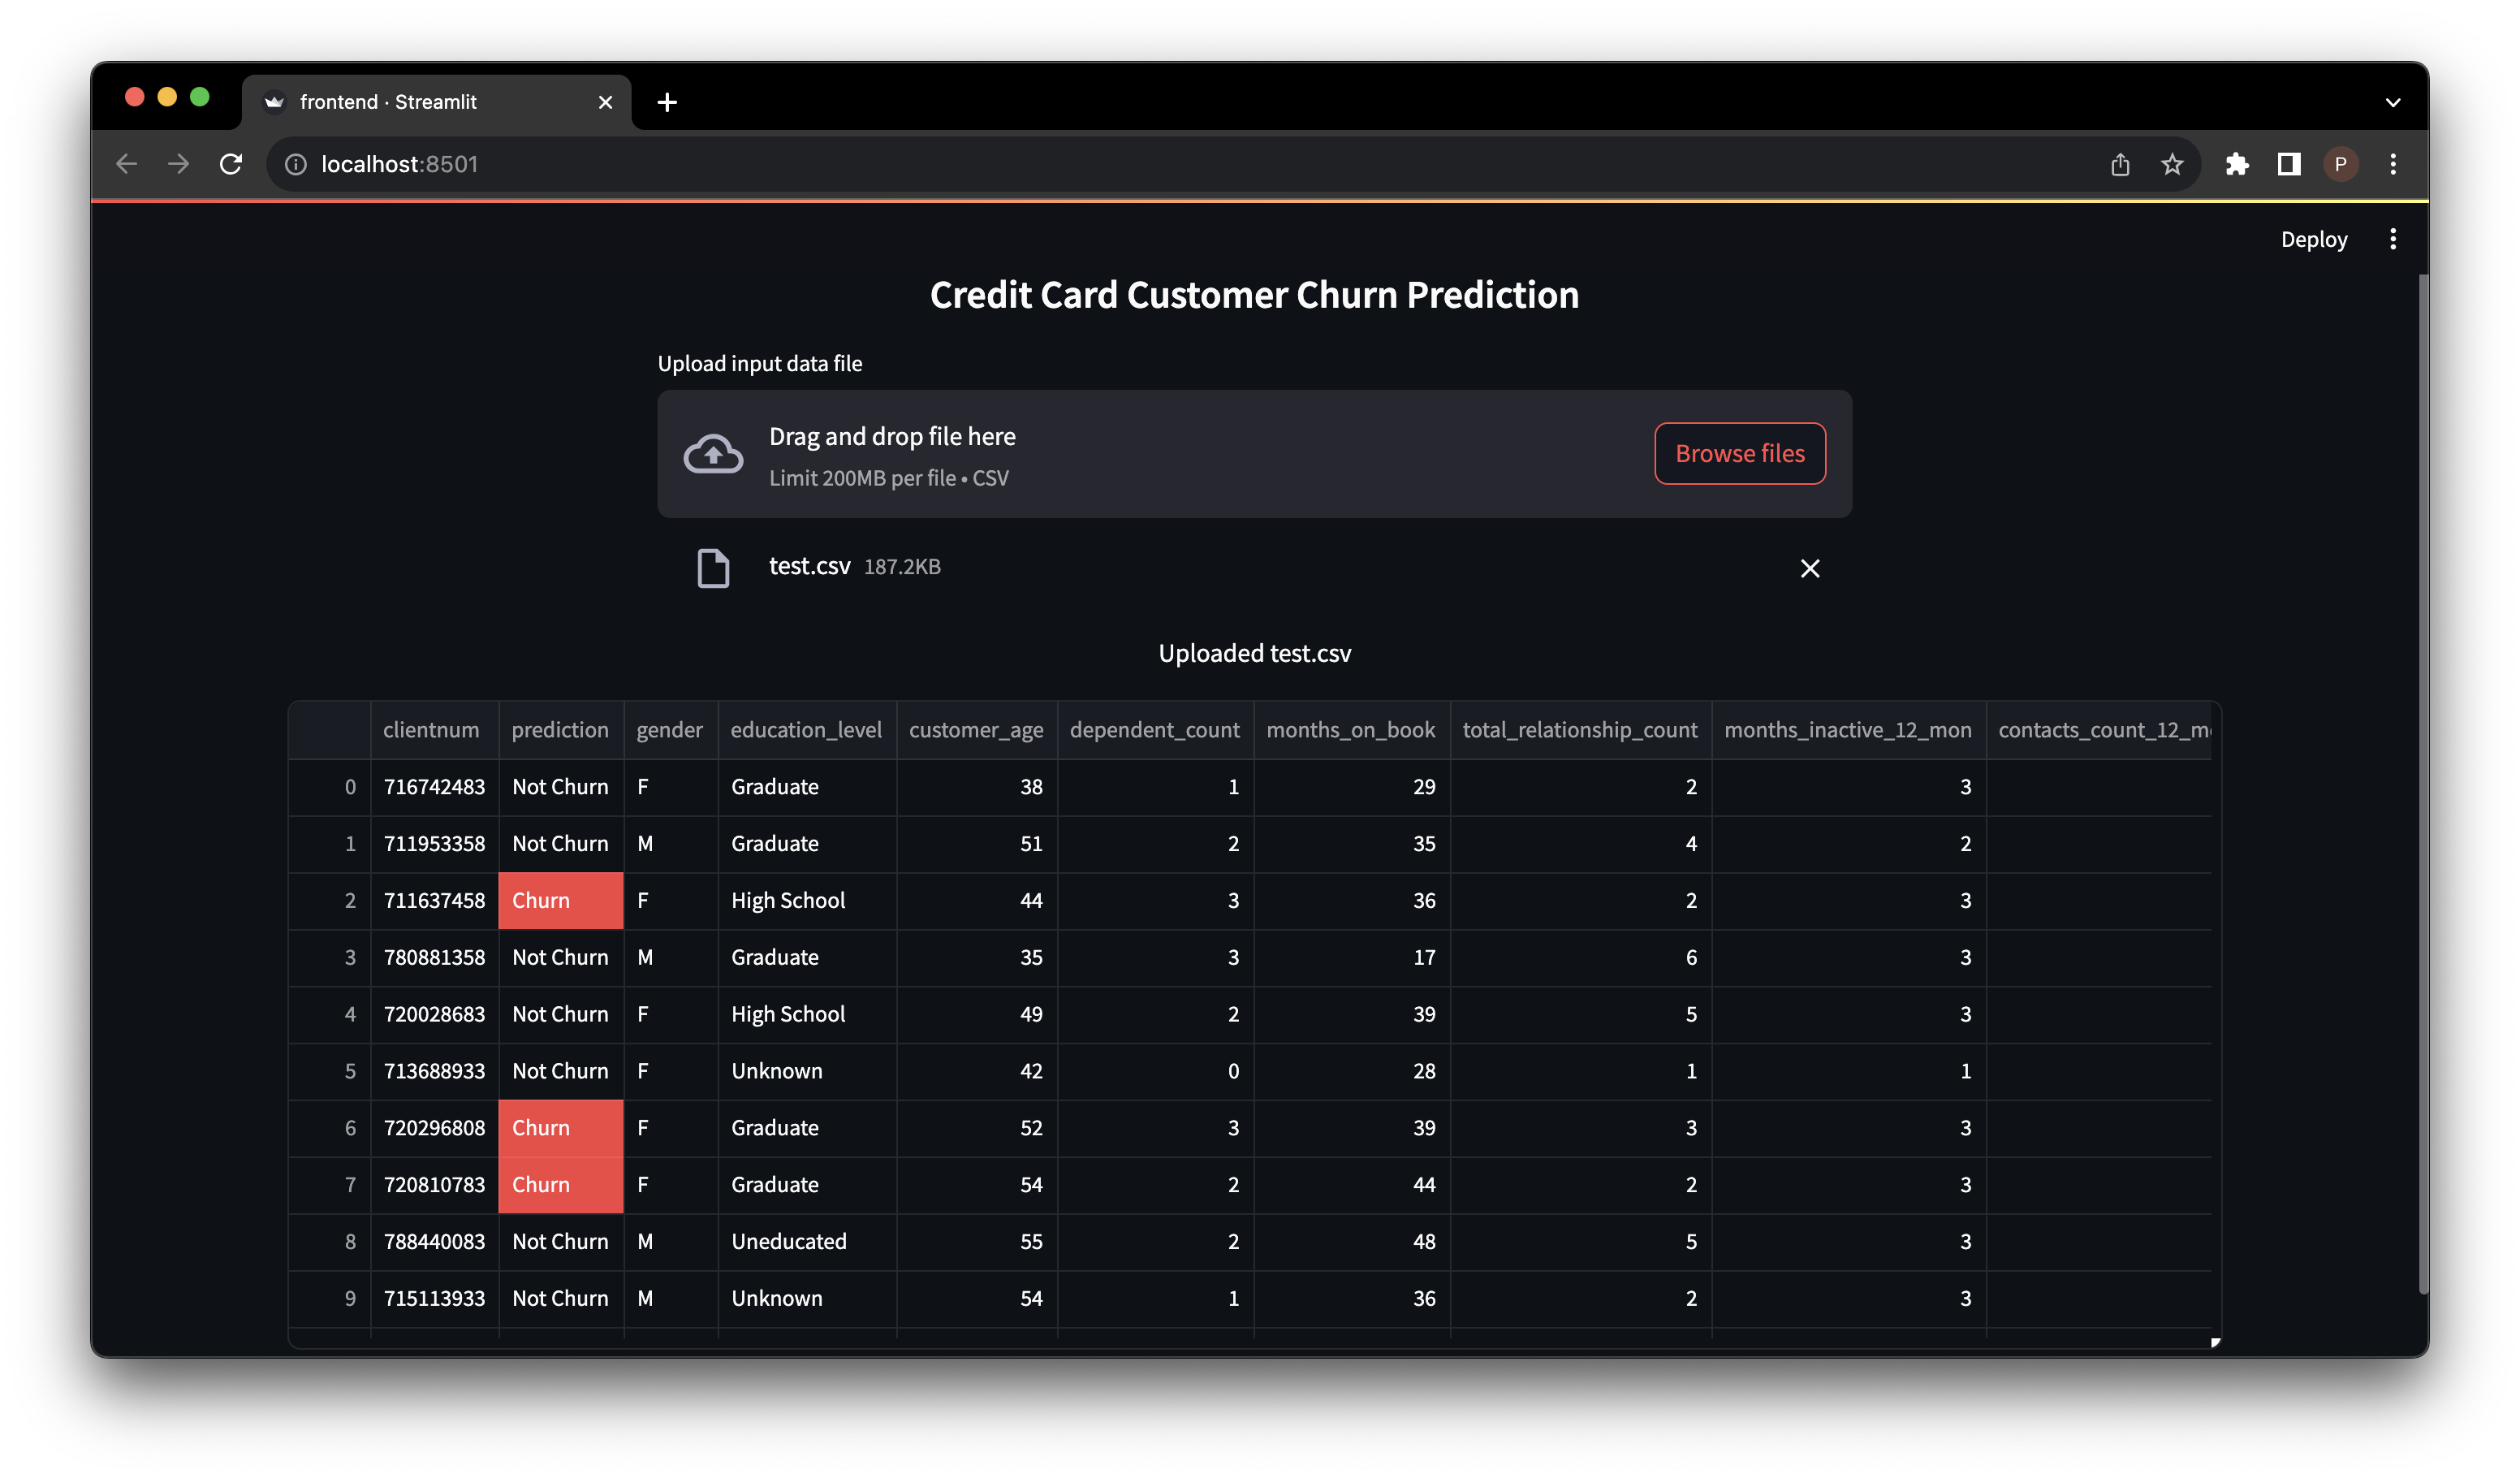 frontend · Streamlit
localhost:8501
P
Deploy
Credit Card Customer Churn Prediction
Upload input data file
Drag and drop file here
Limit 200MB per file • CSV
Browse files
test.csv 187.2KB
Uploaded test.csv
clientnum prediction gender education_level customer_age dependent_count months_on_book total_relationship_count months_inactive_12_mon contacts_count_12_m
0 716742483 Not Churn F Graduate 38 1 29 2 3
1 711953358 Not Churn M Graduate 51 2 35 4 2
2 711637458 Churn F High School 44 3 36 2 3
3 780881358 Not Churn M Graduate 35 3 17 6 3
4 720028683 Not Churn F High School 49 2 39 5 3
5 713688933 Not Churn F Unknown 42 0 28 1 1
6 720296808 Churn F Graduate 52 3 39 3 3
7 720810783 Churn F Graduate 54 2 44 2 3
8 788440083 Not Churn M Uneducated 55 2 48 5 3
9 715113933 Not Churn M Unknown 54 1 36 2 3